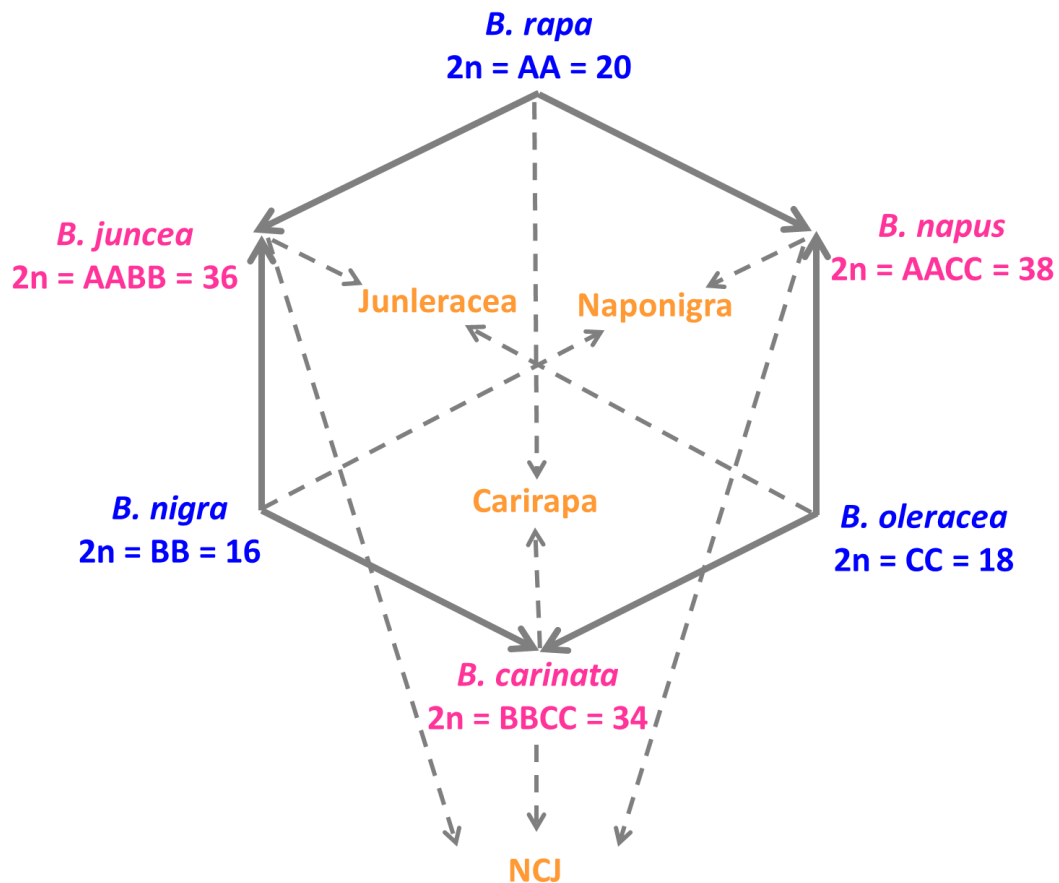 B. rapa
2n = AA = 20
B. juncea
2n = AABB = 36
B. napus
2n = AACC = 38
Junleracea
Naponigra
Carirapa
B. nigra
2n = BB = 16
B. oleracea
2n = CC = 18
B. carinata
2n = BBCC = 34
NCJ